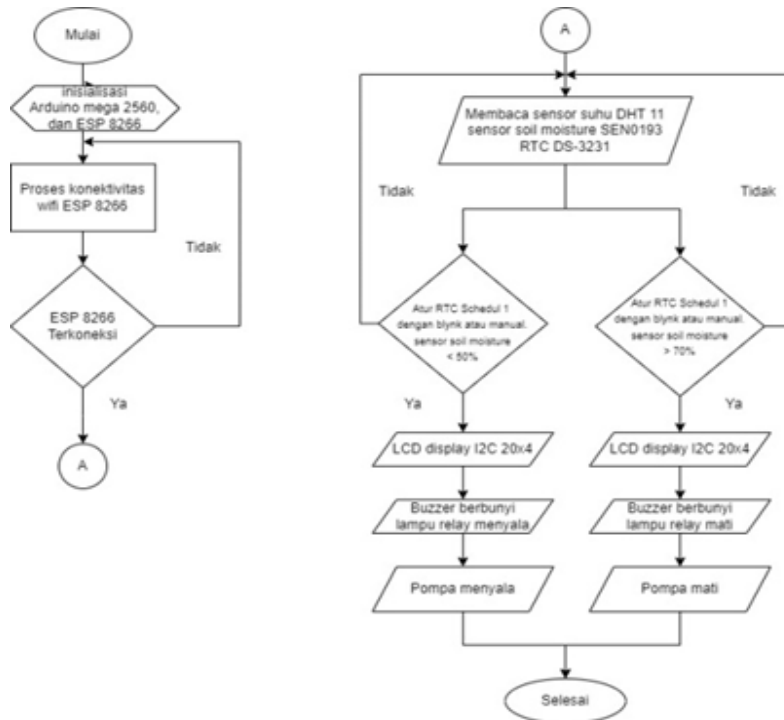 Mulai
inisialisasi
Arduino mega 2560,
dan ESP 8266
Proses konektivitas
wifi ESP 8266
Tidak
ESP 8266
Terkoneksi
Ya
A
A
Membaca sensor suhu DHT 11
sensor soil moisture SEN0193
RTC DS-3231
Tidak
Tidak
Atur RTC Schedul 1
dengan blynk atau manual.
sensor soil moisture
< 50%
Atur RTC Schedul 1
dengan blynk atau manual.
sensor soil moisture
> 70%
Ya
Ya
LCD display I2C 20x4
LCD display I2C 20x4
Buzzer berbunyi
lampu relay menyala
Buzzer berbunyi
lampu relay mati
Pompa menyala
Pompa mati
Selesai